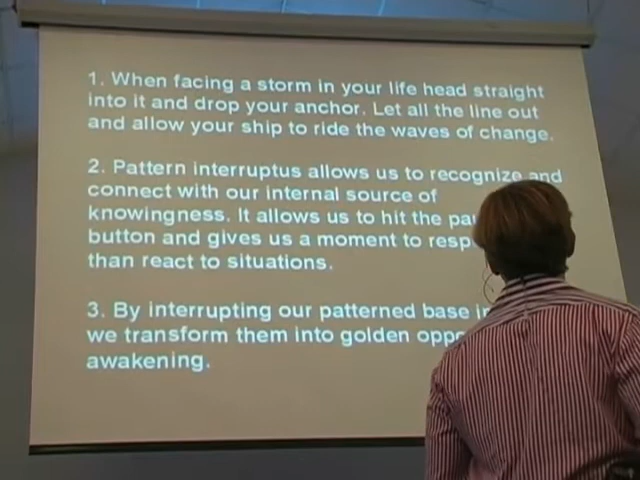 1. When facing a storm in your life head straight
into it and drop your anchor. Let all the line out
and allow your ship to ride the waves of change.
2. Pattern interruptus allows us to recognize and
connect with our internal source of
knowingness. It allows us to hit the
button and gives us a moment to
than react to situations.
3. By interrupting our patterned base
we transform them into golden
awakening.